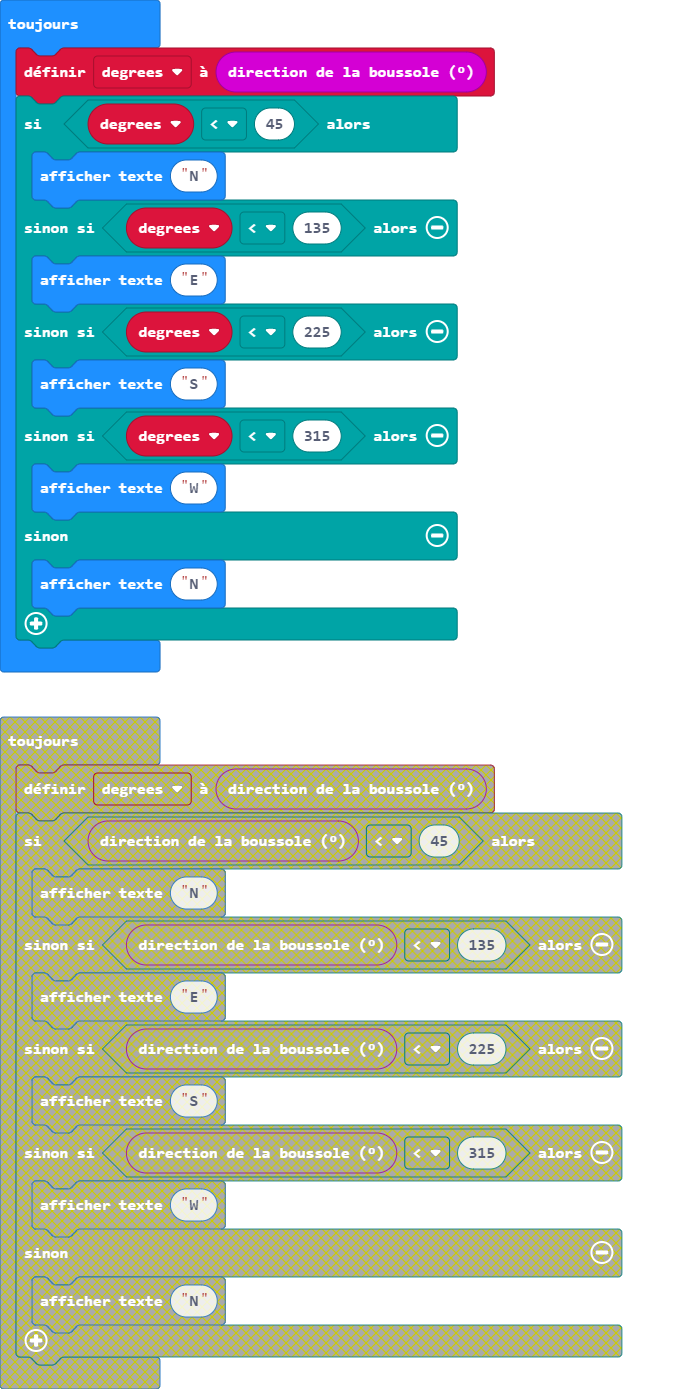 toujours
définir degrees à direction de la boussole (°)
si degrees < 45 alors
afficher texte "N"
sinon si degrees < 135 alors
afficher texte "E"
sinon si degrees < 225 alors
afficher texte "S"
sinon si degrees < 315 alors
afficher texte "W"
sinon
afficher texte "N"
toujours
définir degrees à direction de la boussole (°)
si direction de la boussole (°) < 45 alors
afficher texte "N"
sinon si direction de la boussole (°) < 135 alors
afficher texte "E"
sinon si direction de la boussole (°) < 225 alors
afficher texte "S"
sinon si direction de la boussole (°) < 315 alors
afficher texte "W"
sinon
afficher texte "N"